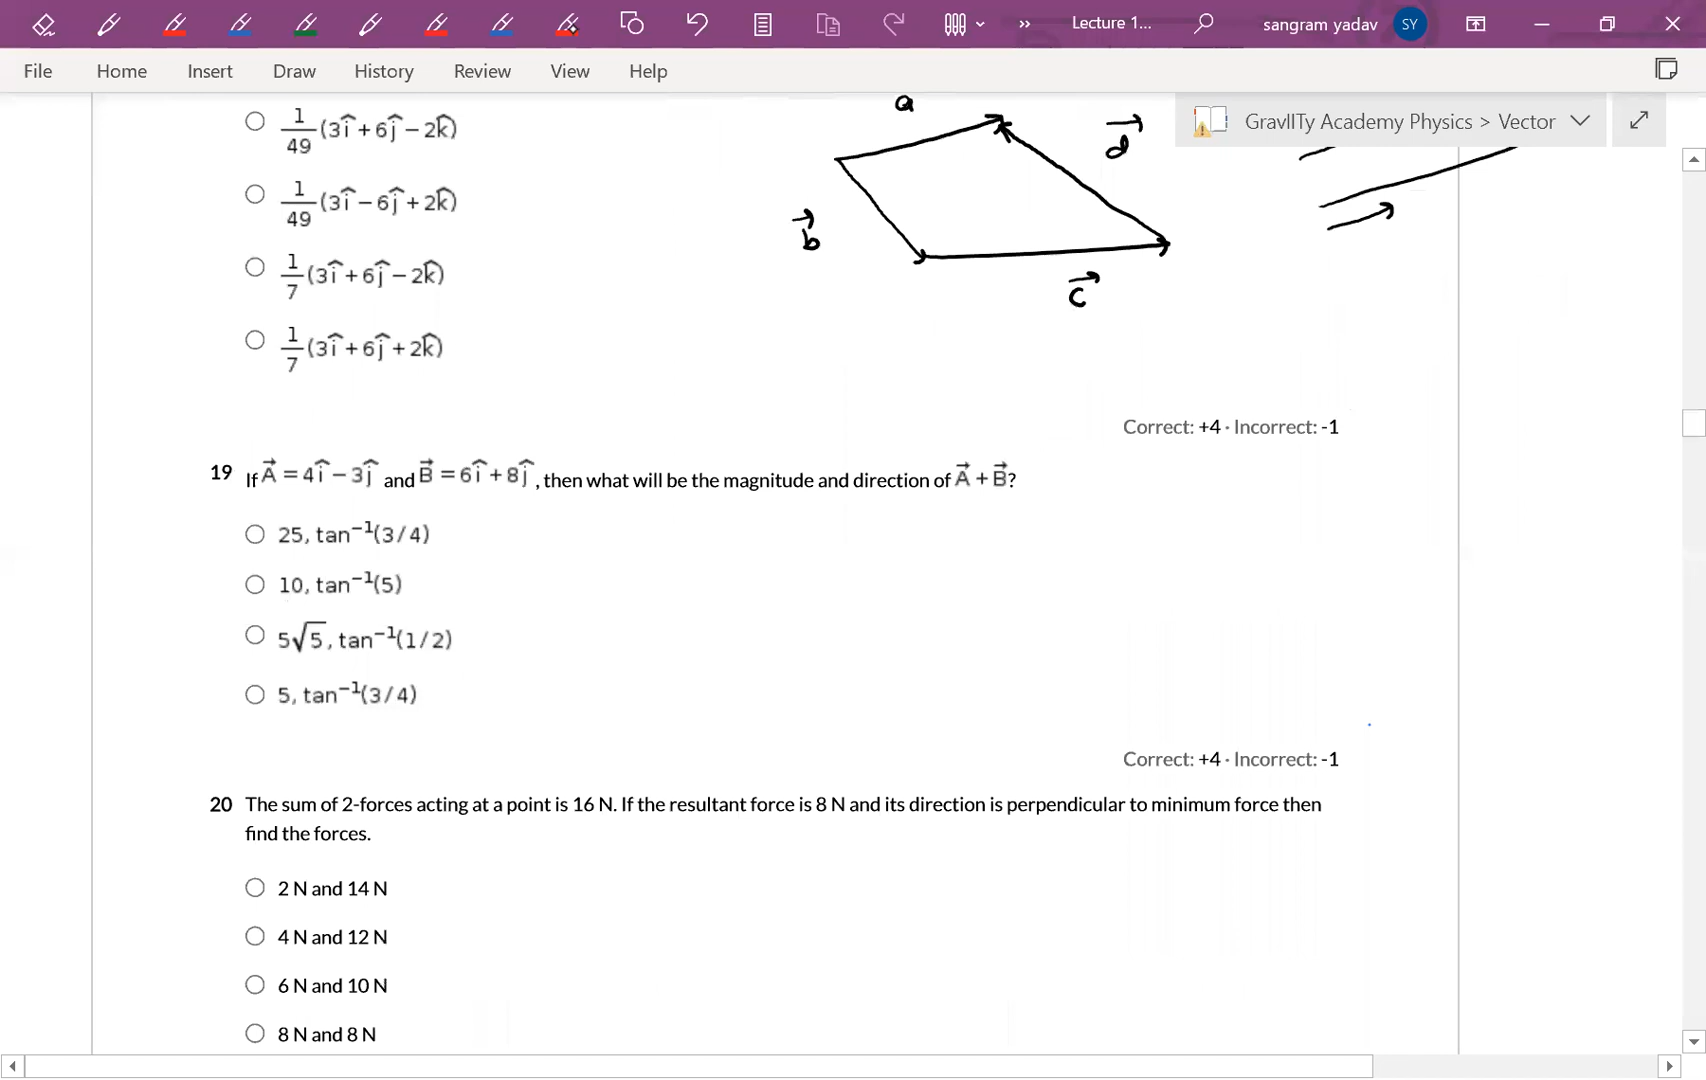 Lecture 1...
sangram yadav
SY
File Home Insert Draw History Review View Help
GravIITy Academy Physics > Vector
a
d⃗
b⃗
c⃗
1/49 (3î + 6ĵ − 2k̂)
1/49 (3î − 6ĵ + 2k̂)
1/7 (3î + 6ĵ − 2k̂)
1/7 (3î + 6ĵ + 2k̂)
Correct: +4 · Incorrect: -1
19 If A⃗ = 4î − 3ĵ and B⃗ = 6î + 8ĵ, then what will be the magnitude and direction of A⃗ + B⃗?
25, tan⁻¹(3/4)
10, tan⁻¹(5)
5√5, tan⁻¹(1/2)
5, tan⁻¹(3/4)
Correct: +4 · Incorrect: -1
20 The sum of 2-forces acting at a point is 16 N. If the resultant force is 8 N and its direction is perpendicular to minimum force then
find the forces.
2 N and 14 N
4 N and 12 N
6 N and 10 N
8 N and 8 N